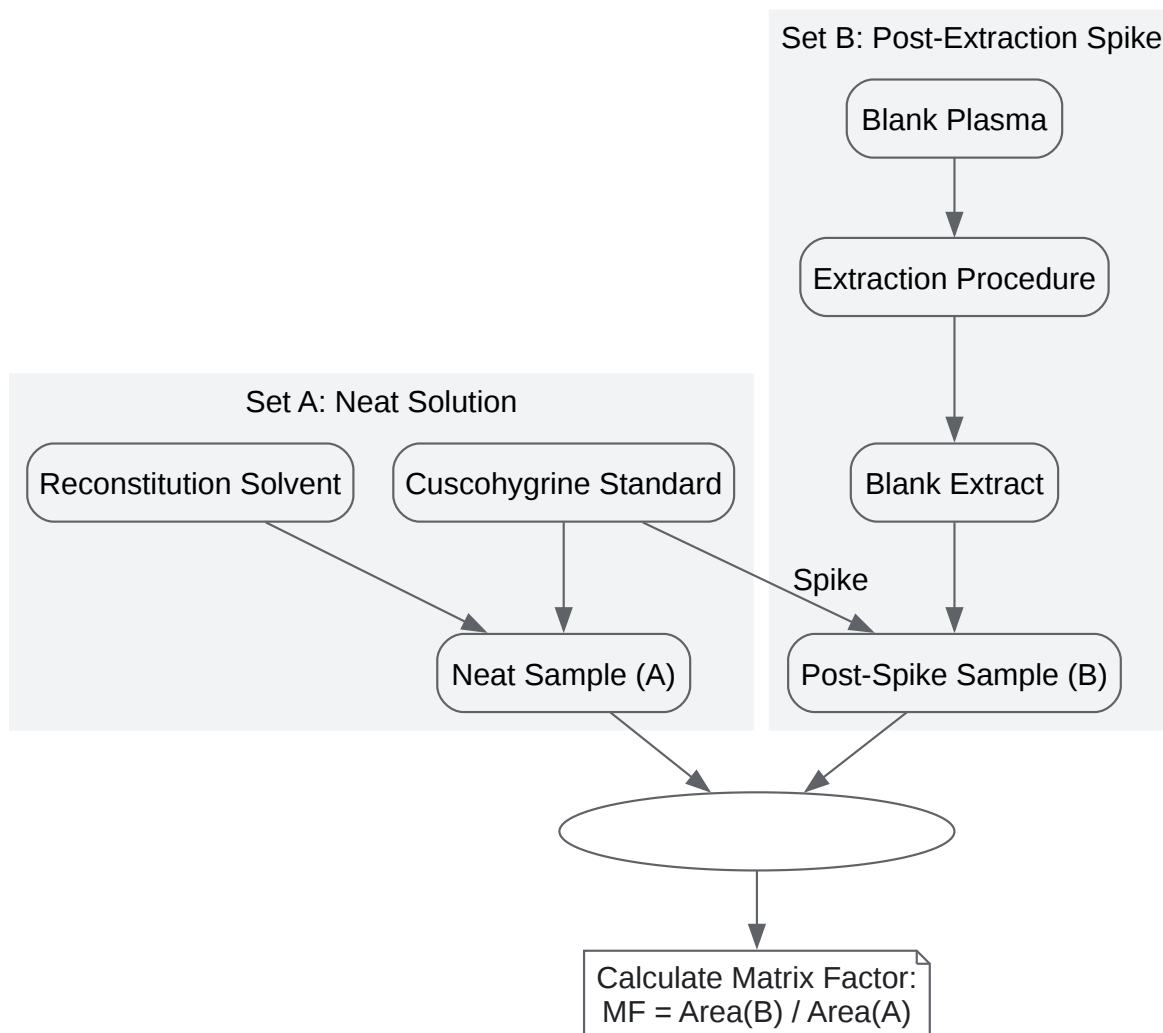 Set B: Post-Extraction Spike
Blank Plasma
Extraction Procedure
Set A: Neat Solution
Reconstitution Solvent
Cuscohygrine Standard
Blank Extract
Spike
Neat Sample (A)
Post-Spike Sample (B)
Calculate Matrix Factor:
MF = Area(B) / Area(A)